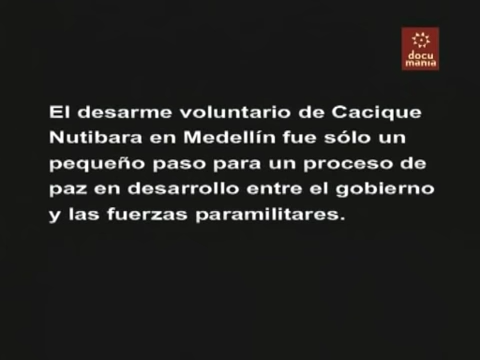 docu
manía
El desarme voluntario de Cacique
Nutibara en Medellín fue sólo un
pequeño paso para un proceso de
paz en desarrollo entre el gobierno
y las fuerzas paramilitares.